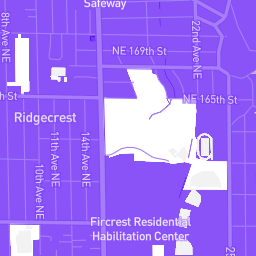 Safeway
8th Ave NE
NE 169th St
22nd Ave NE
NE 165th St
h St
Ridgecrest
11th Ave NE
14th Ave NE
10th Ave NE
Fircrest Residential
Habilitation Center